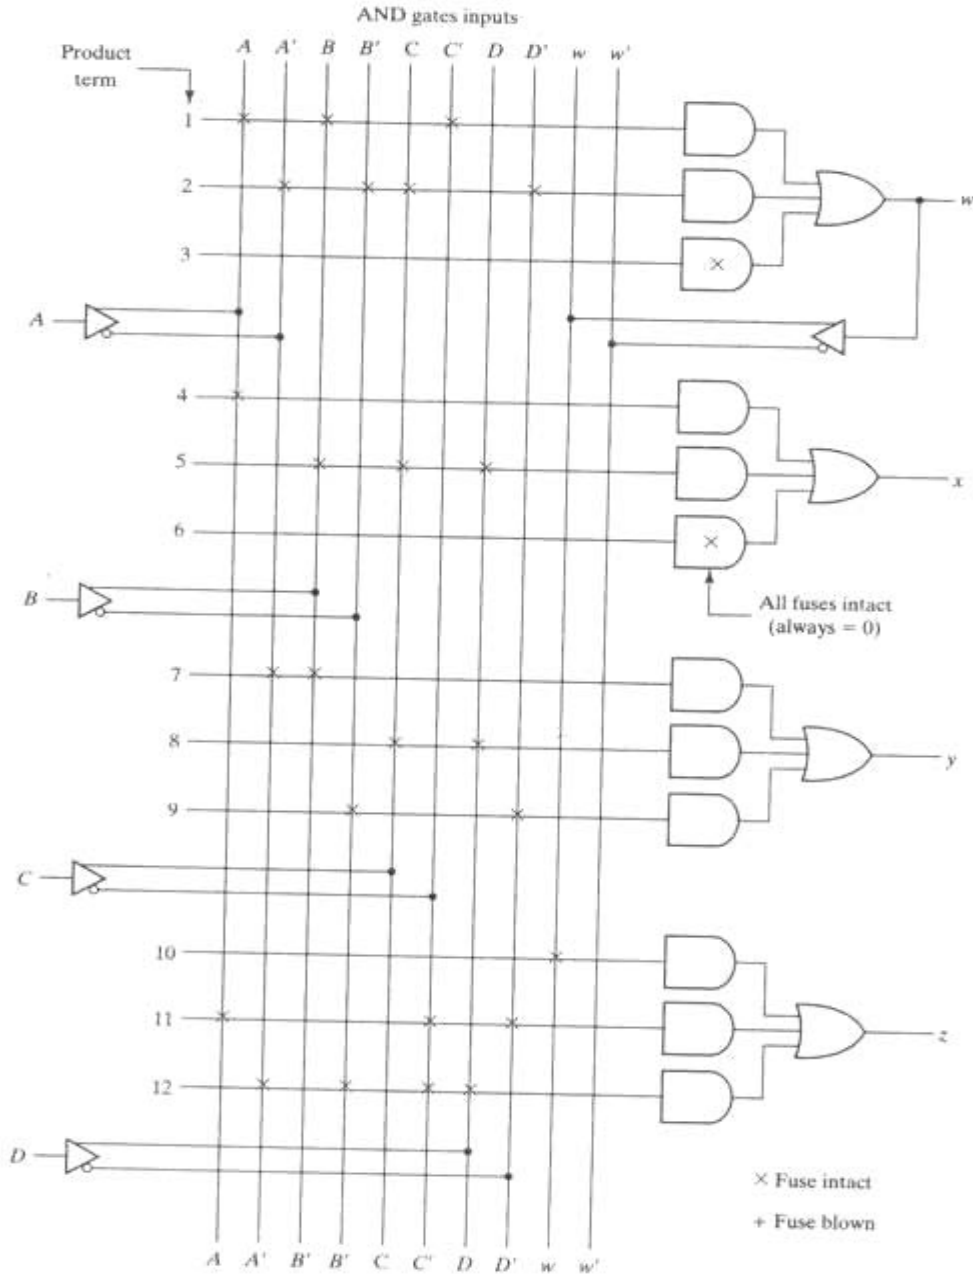 AND gates inputs
A A' B B' C C' D D' w w'
Product
term
1
2
w
3
A
4
5
x
6
B
All fuses intact
(always = 0)
7
8
y
9
C
10
11
z
12
D
× Fuse intact
+ Fuse blown
A A' B' B' C C' D D' w w'